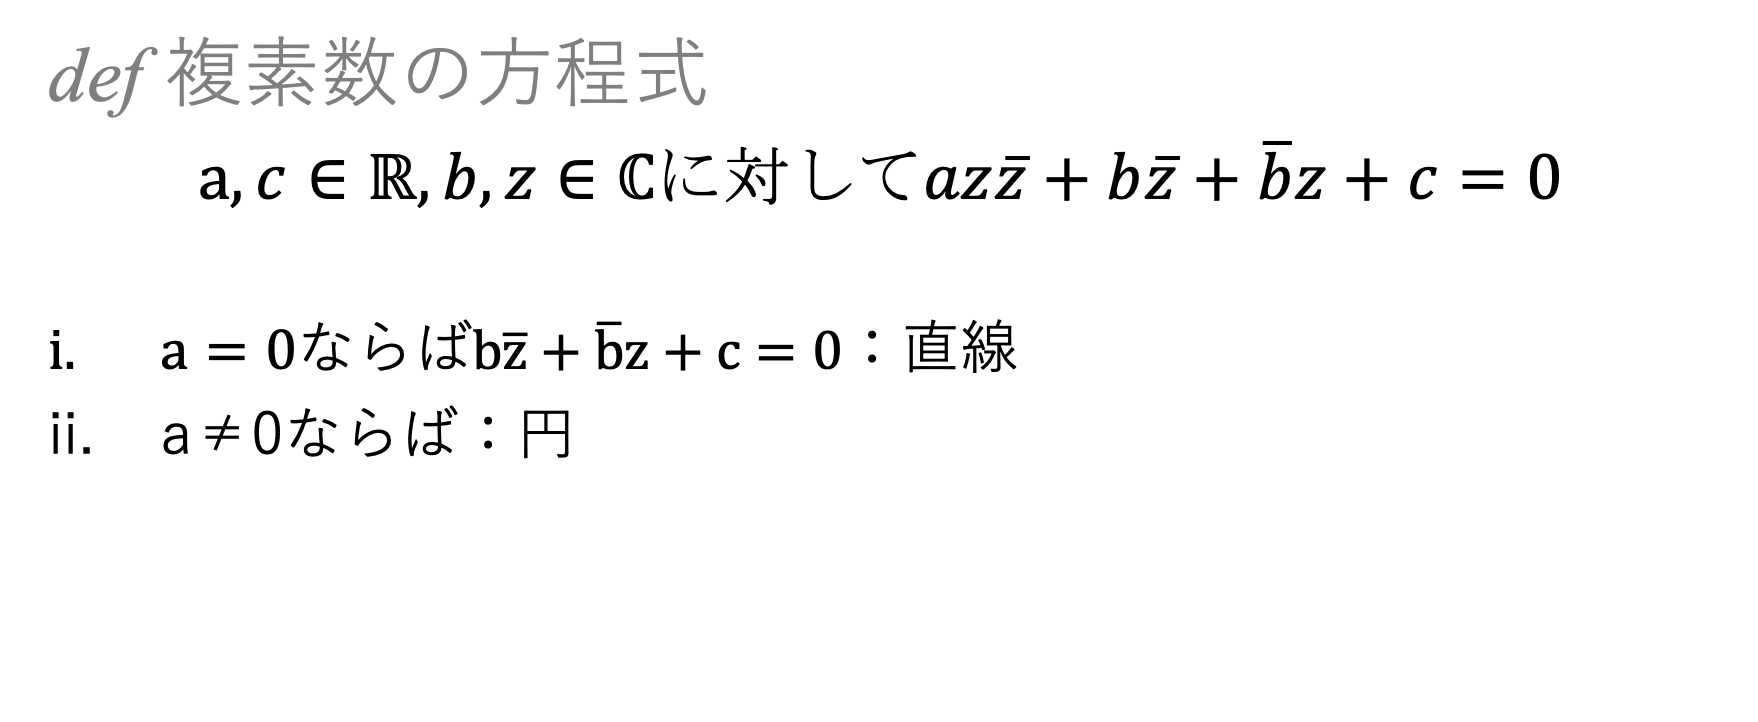 def 複素数の方程式
a, c ∈ ℝ, b, z ∈ ℂに対してazz̅ + bz̅ + b̅z + c = 0
i. a = 0ならばbz̅ + b̅z + c = 0：直線
ii. a≠0ならば：円